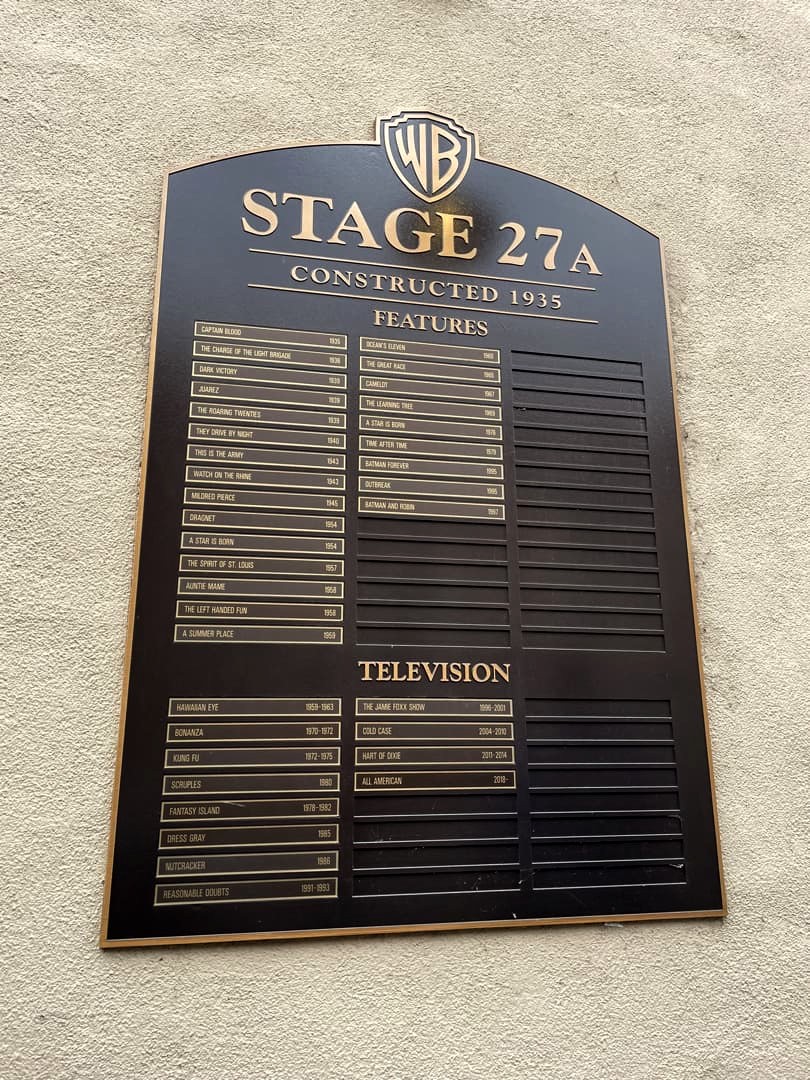 WB
STAGE 27A
CONSTRUCTED 1935
FEATURES
CAPTAIN BLOOD 1935
THE CHARGE OF THE LIGHT BRIGADE 1936
DARK VICTORY 1939
JUAREZ 1939
THE ROARING TWENTIES 1939
THEY DRIVE BY NIGHT 1940
THIS IS THE ARMY 1943
WATCH ON THE RHINE 1943
MILDRED PIERCE 1945
DRAGNET 1954
A STAR IS BORN 1954
THE SPIRIT OF ST. LOUIS 1957
AUNTIE MAME 1958
THE LEFT HANDED FUN 1958
A SUMMER PLACE 1959
OCEAN'S ELEVEN 1960
THE GREAT RACE 1965
CAMELOT 1967
THE LEARNING TREE 1969
A STAR IS BORN 1976
TIME AFTER TIME 1979
BATMAN FOREVER 1995
OUTBREAK 1995
BATMAN AND ROBIN 1997
TELEVISION
HAWAIIAN EYE 1959-1963
BONANZA 1970-1972
KUNG FU 1972-1975
SCRUPLES 1980
FANTASY ISLAND 1978-1982
DRESS GRAY 1985
NUTCRACKER 1986
REASONABLE DOUBTS 1991-1993
THE JAMIE FOXX SHOW 1996-2001
COLD CASE 2004-2010
HART OF DIXIE 2011-2014
ALL AMERICAN 2018-